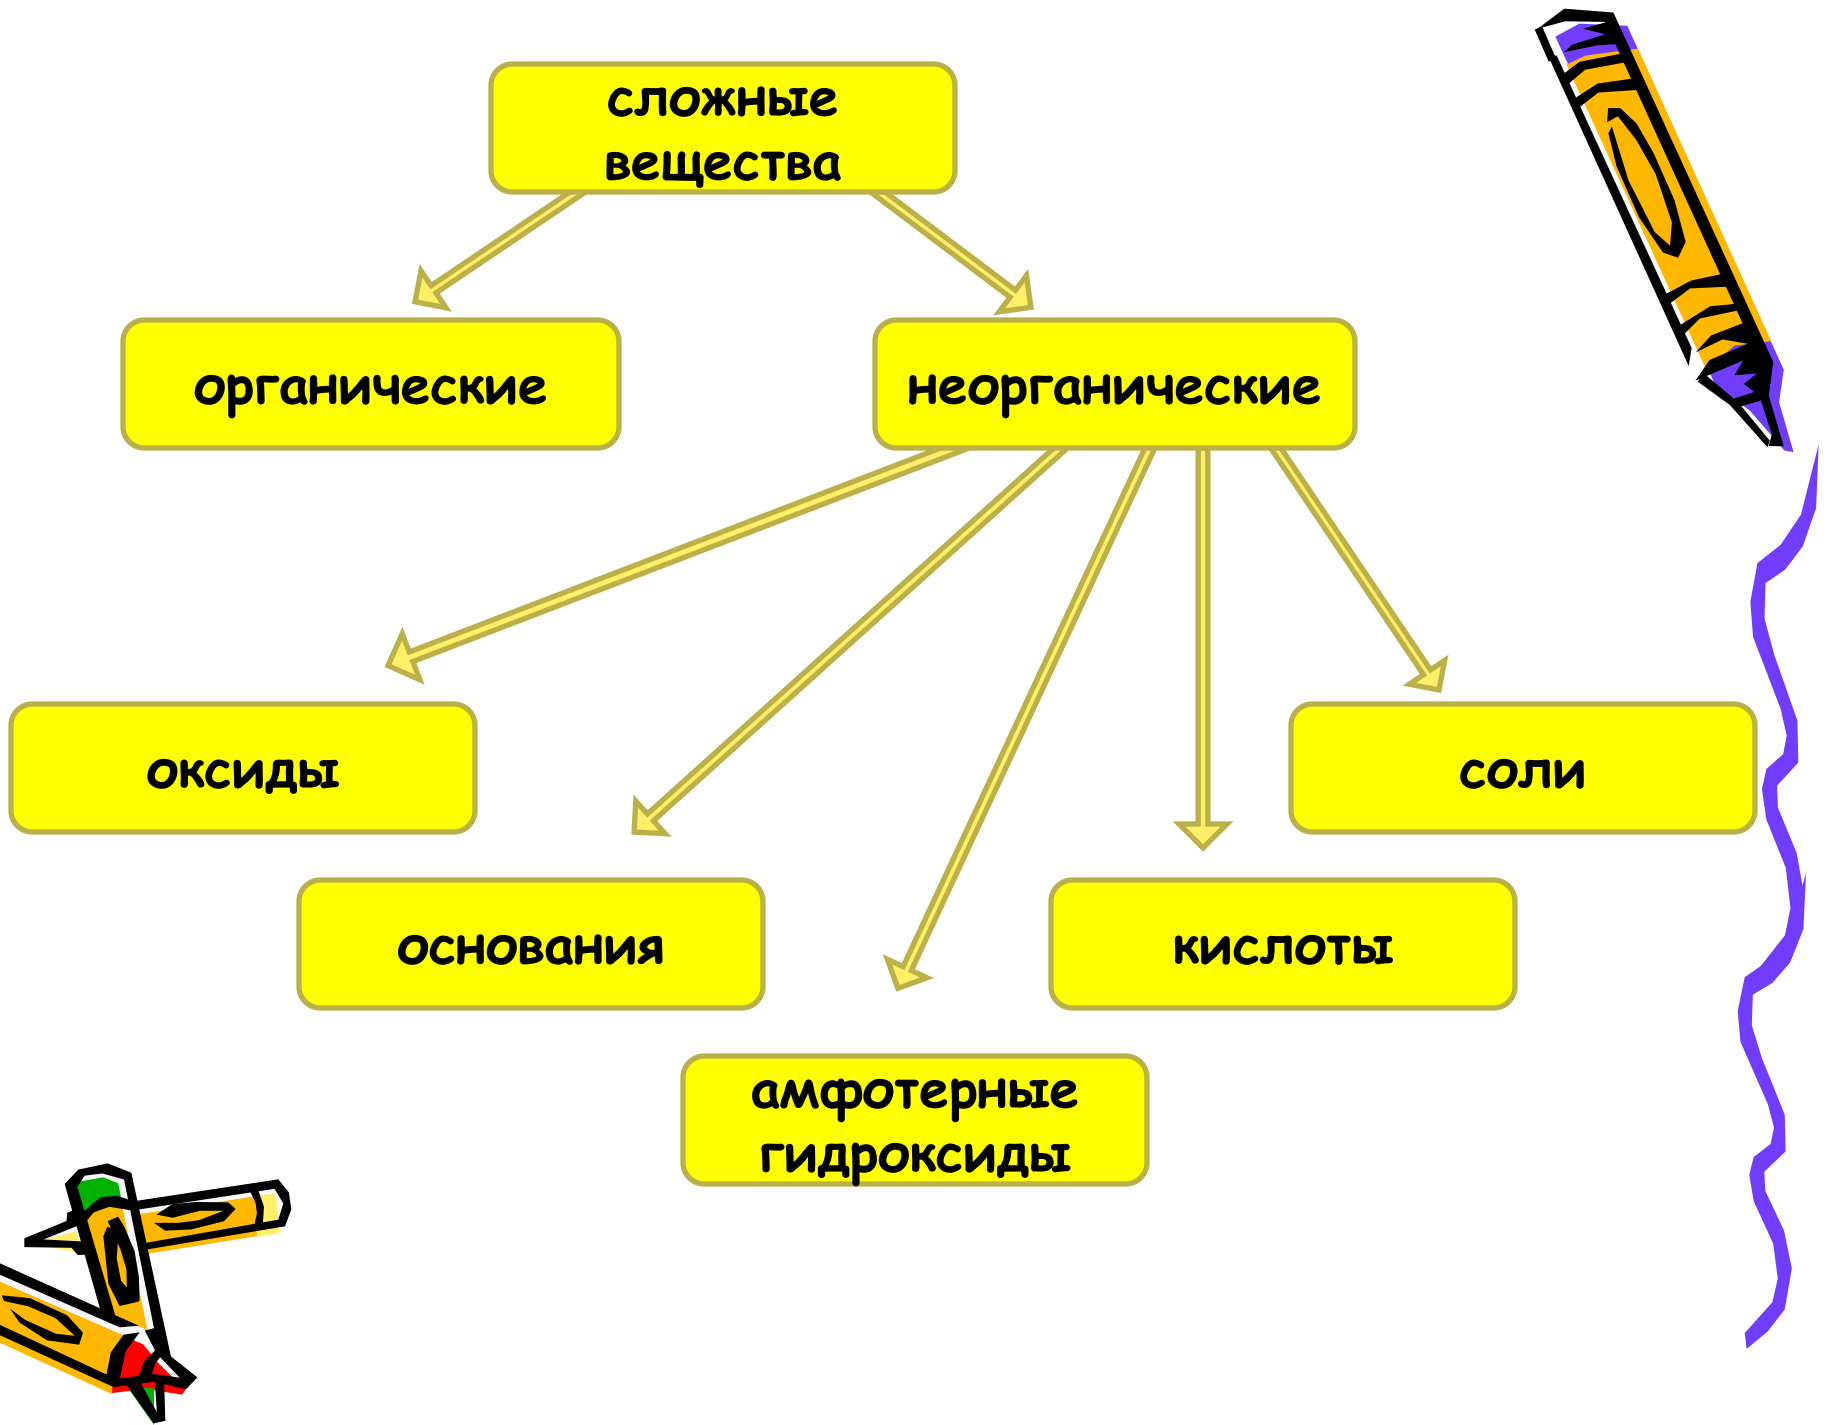 сложные
вещества
органические
неорганические
оксиды
соли
основания
кислоты
амфотерные
гидроксиды